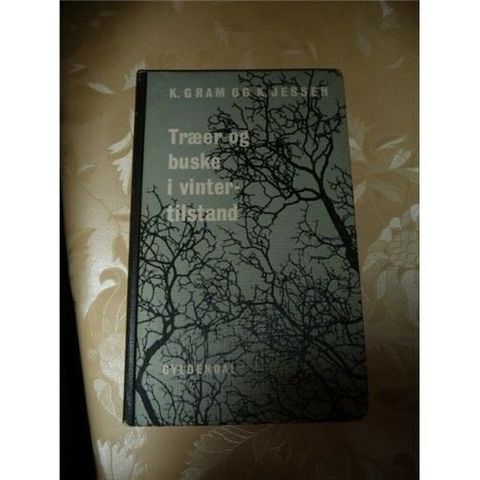 K. GRAM OG K. JESSEN
Træer og
buske
i vinter-
tilstand
GYLDENDAL